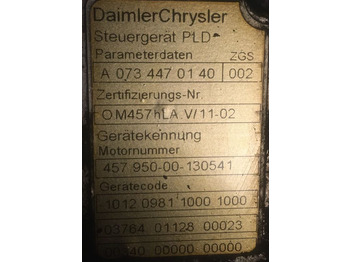 DaimlerChrysler
Steuergerät PLD
Parameterdaten ZGS
A 073 447 01 40 002
Zertifizierungs-Nr.
OM457hLA.V/11-02
Gerätekennung
Motornummer
457 950-00-130541
Gerätecode
1012 0981 1000 1000
03764 01128 00023
00000 00000